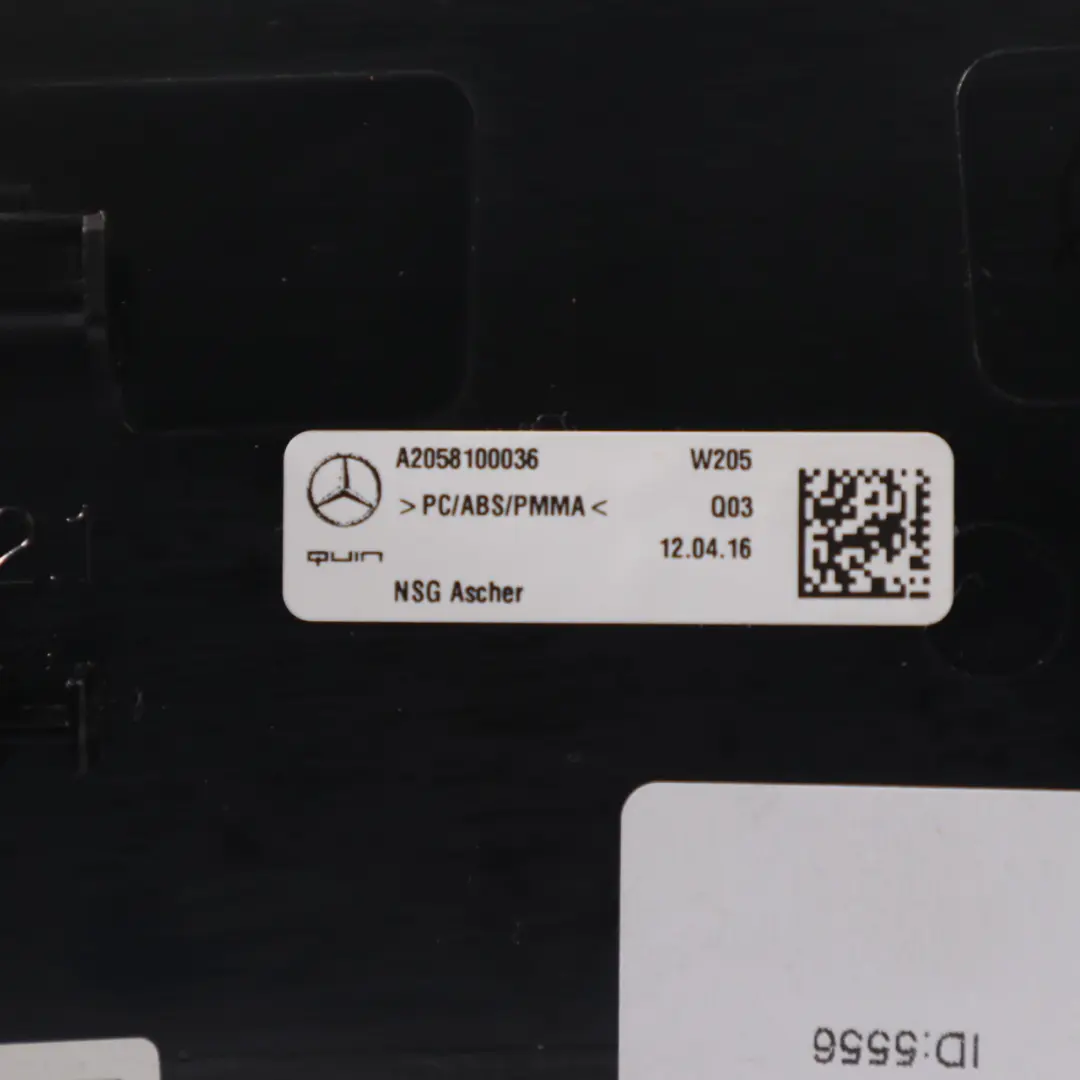 A2058100036 W205
>PC/ABS/PMMA< Q03
QUIN 12.04.16
NSG Ascher
ID:5556